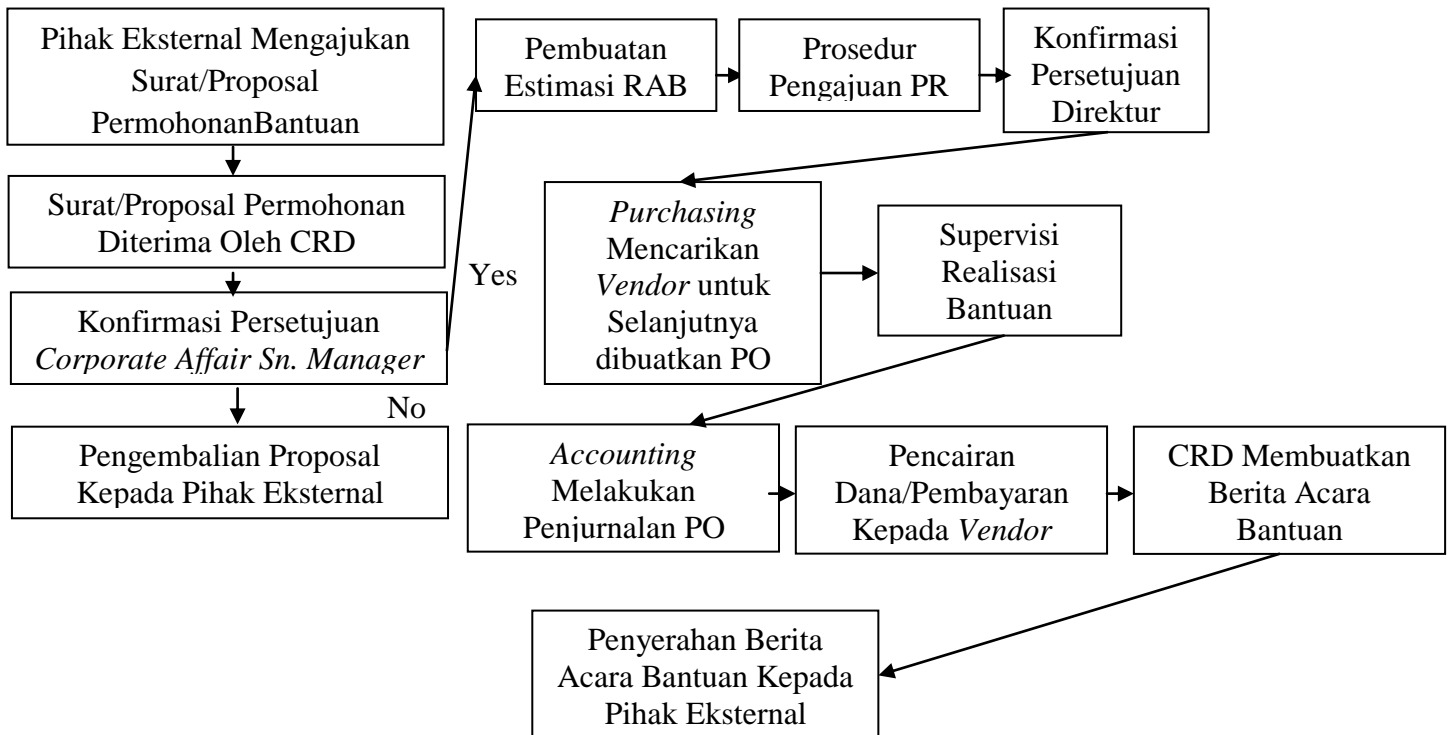 Pihak Eksternal Mengajukan
Surat/Proposal
PermohonanBantuan
Surat/Proposal Permohonan
Diterima Oleh CRD
Konfirmasi Persetujuan
Corporate Affair Sn. Manager
Yes
No
Pengembalian Proposal
Kepada Pihak Eksternal
Pembuatan
Estimasi RAB
Prosedur
Pengajuan PR
Konfirmasi
Persetujuan
Direktur
Purchasing
Mencarikan
Vendor untuk
Selanjutnya
dibuatkan PO
Supervisi
Realisasi
Bantuan
Accounting
Melakukan
Penjurnalan PO
Pencairan
Dana/Pembayaran
Kepada Vendor
CRD Membuatkan
Berita Acara
Bantuan
Penyerahan Berita
Acara Bantuan Kepada
Pihak Eksternal